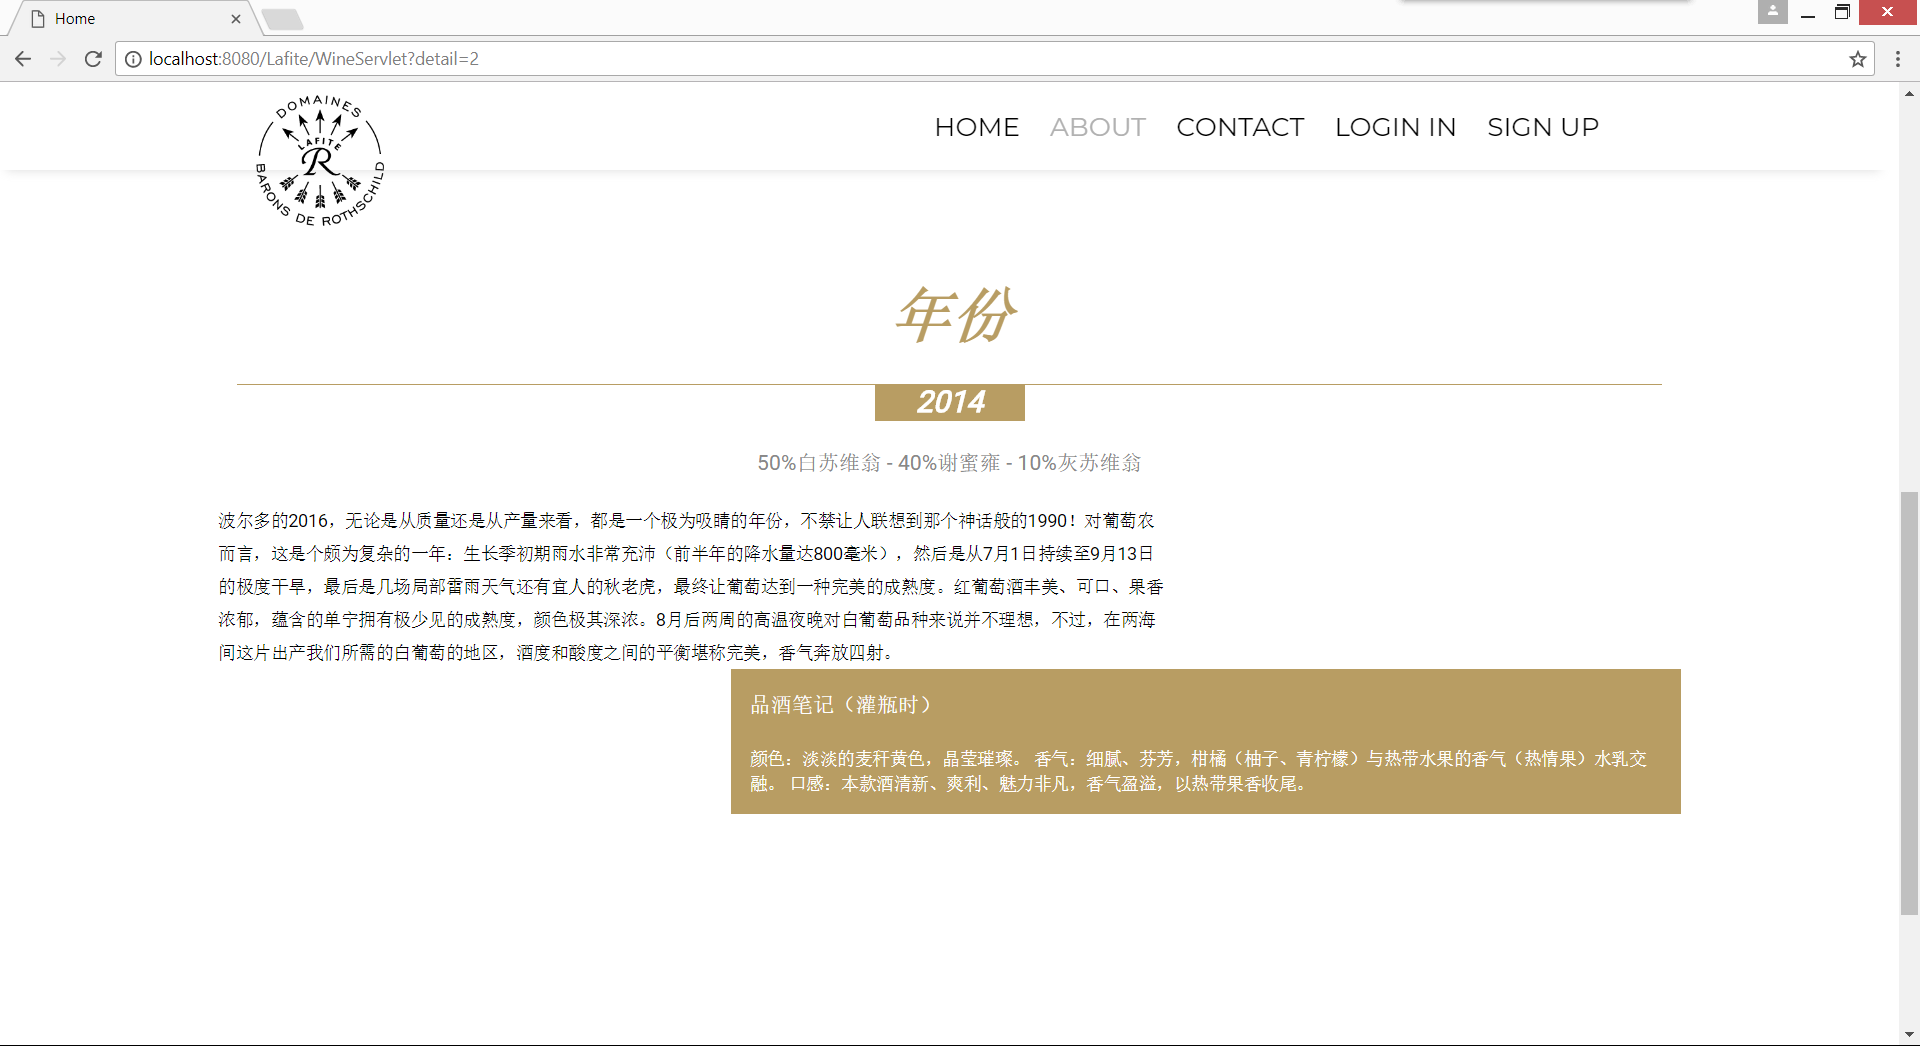 Home
localhost:8080/Lafite/WineServlet?detail=2
DOMAINES
LAFITE
R
BARONS DE ROTHSCHILD
HOME ABOUT CONTACT LOGIN IN SIGN UP
年份
2014
50%白苏维翁 - 40%谢蜜雍 - 10%灰苏维翁
波尔多的2016，无论是从质量还是从产量来看，都是一个极为吸睛的年份，不禁让人联想到那个神话般的1990！对葡萄农
而言，这是个颇为复杂的一年：生长季初期雨水非常充沛（前半年的降水量达800毫米），然后是从7月1日持续至9月13日
的极度干旱，最后是几场局部雷雨天气还有宜人的秋老虎，最终让葡萄达到一种完美的成熟度。红葡萄酒丰美、可口、果香
浓郁，蕴含的单宁拥有极少见的成熟度，颜色极其深浓。8月后两周的高温夜晚对白葡萄品种来说并不理想，不过，在两海
间这片出产我们所需的白葡萄的地区，酒度和酸度之间的平衡堪称完美，香气奔放四射。
品酒笔记（灌瓶时）
颜色：淡淡的麦秆黄色，晶莹璀璨。 香气：细腻、芬芳，柑橘（柚子、青柠檬）与热带水果的香气（热情果）水乳交
融。 口感：本款酒清新、爽利、魅力非凡，香气盈溢，以热带果香收尾。